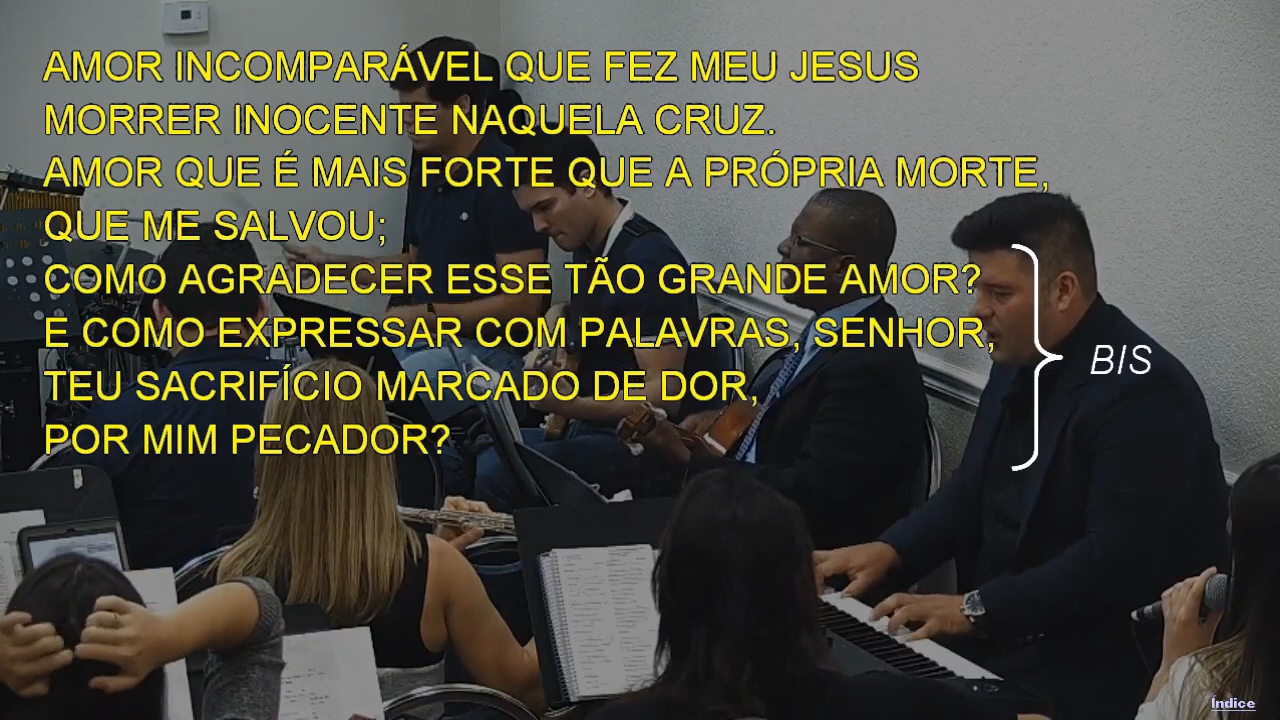 AMOR INCOMPARÁVEL QUE FEZ MEU JESUS
MORRER INOCENTE NAQUELA CRUZ.
AMOR QUE É MAIS FORTE QUE A PRÓPRIA MORTE,
QUE ME SALVOU;
COMO AGRADECER ESSE TÃO GRANDE AMOR?
E COMO EXPRESSAR COM PALAVRAS, SENHOR,
TEU SACRIFÍCIO MARCADO DE DOR,
POR MIM PECADOR?
BIS
Índice